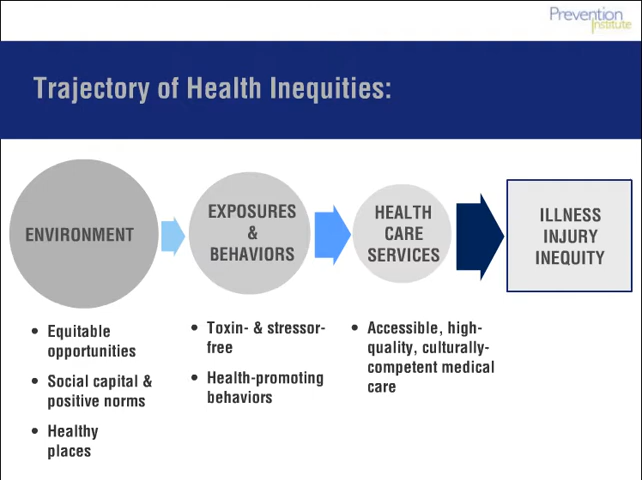 Prevention
Institute
Trajectory of Health Inequities:
ENVIRONMENT
EXPOSURES
&
BEHAVIORS
HEALTH
CARE
SERVICES
ILLNESS
INJURY
INEQUITY
• Equitable
opportunities
• Social capital &
positive norms
• Healthy
places
• Toxin- & stressor-
free
• Health-promoting
behaviors
• Accessible, high-
quality, culturally-
competent medical
care